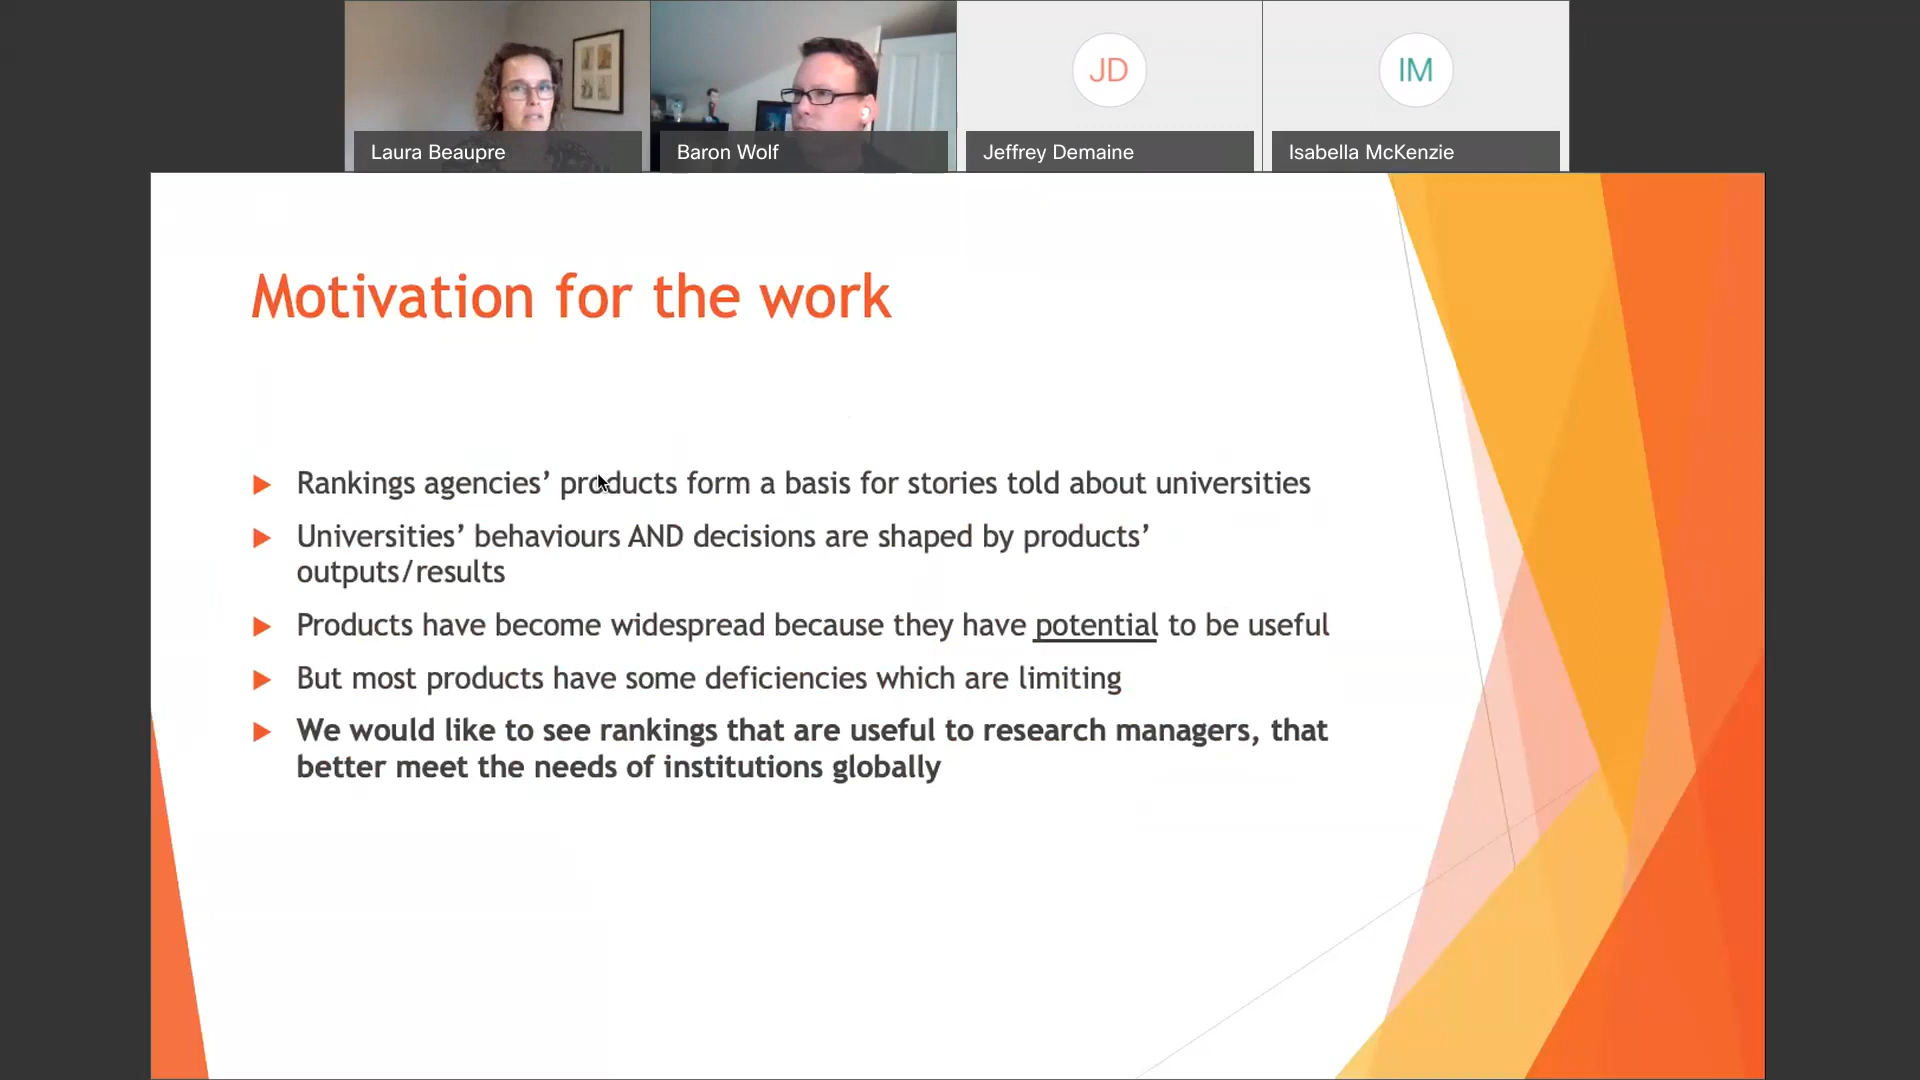 Laura Beaupre
Baron Wolf
JD
Jeffrey Demaine
IM
Isabella McKenzie
Motivation for the work
Rankings agencies’ products form a basis for stories told about universities
Universities’ behaviours AND decisions are shaped by products’
outputs/results
Products have become widespread because they have potential to be useful
But most products have some deficiencies which are limiting
We would like to see rankings that are useful to research managers, that
better meet the needs of institutions globally